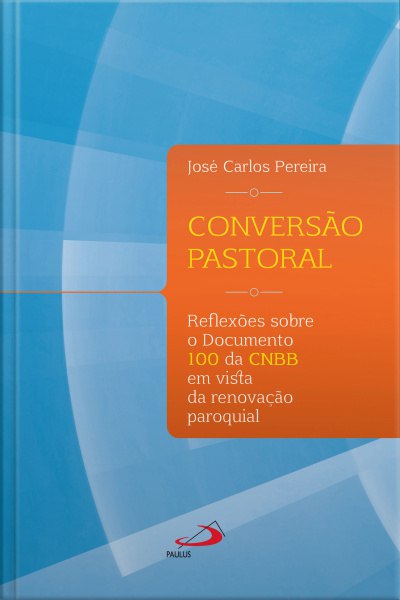 José Carlos Pereira
CONVERSÃO
PASTORAL
Reflexões sobre
o Documento
100 da CNBB
em vista
da renovação
paroquial
PAULUS